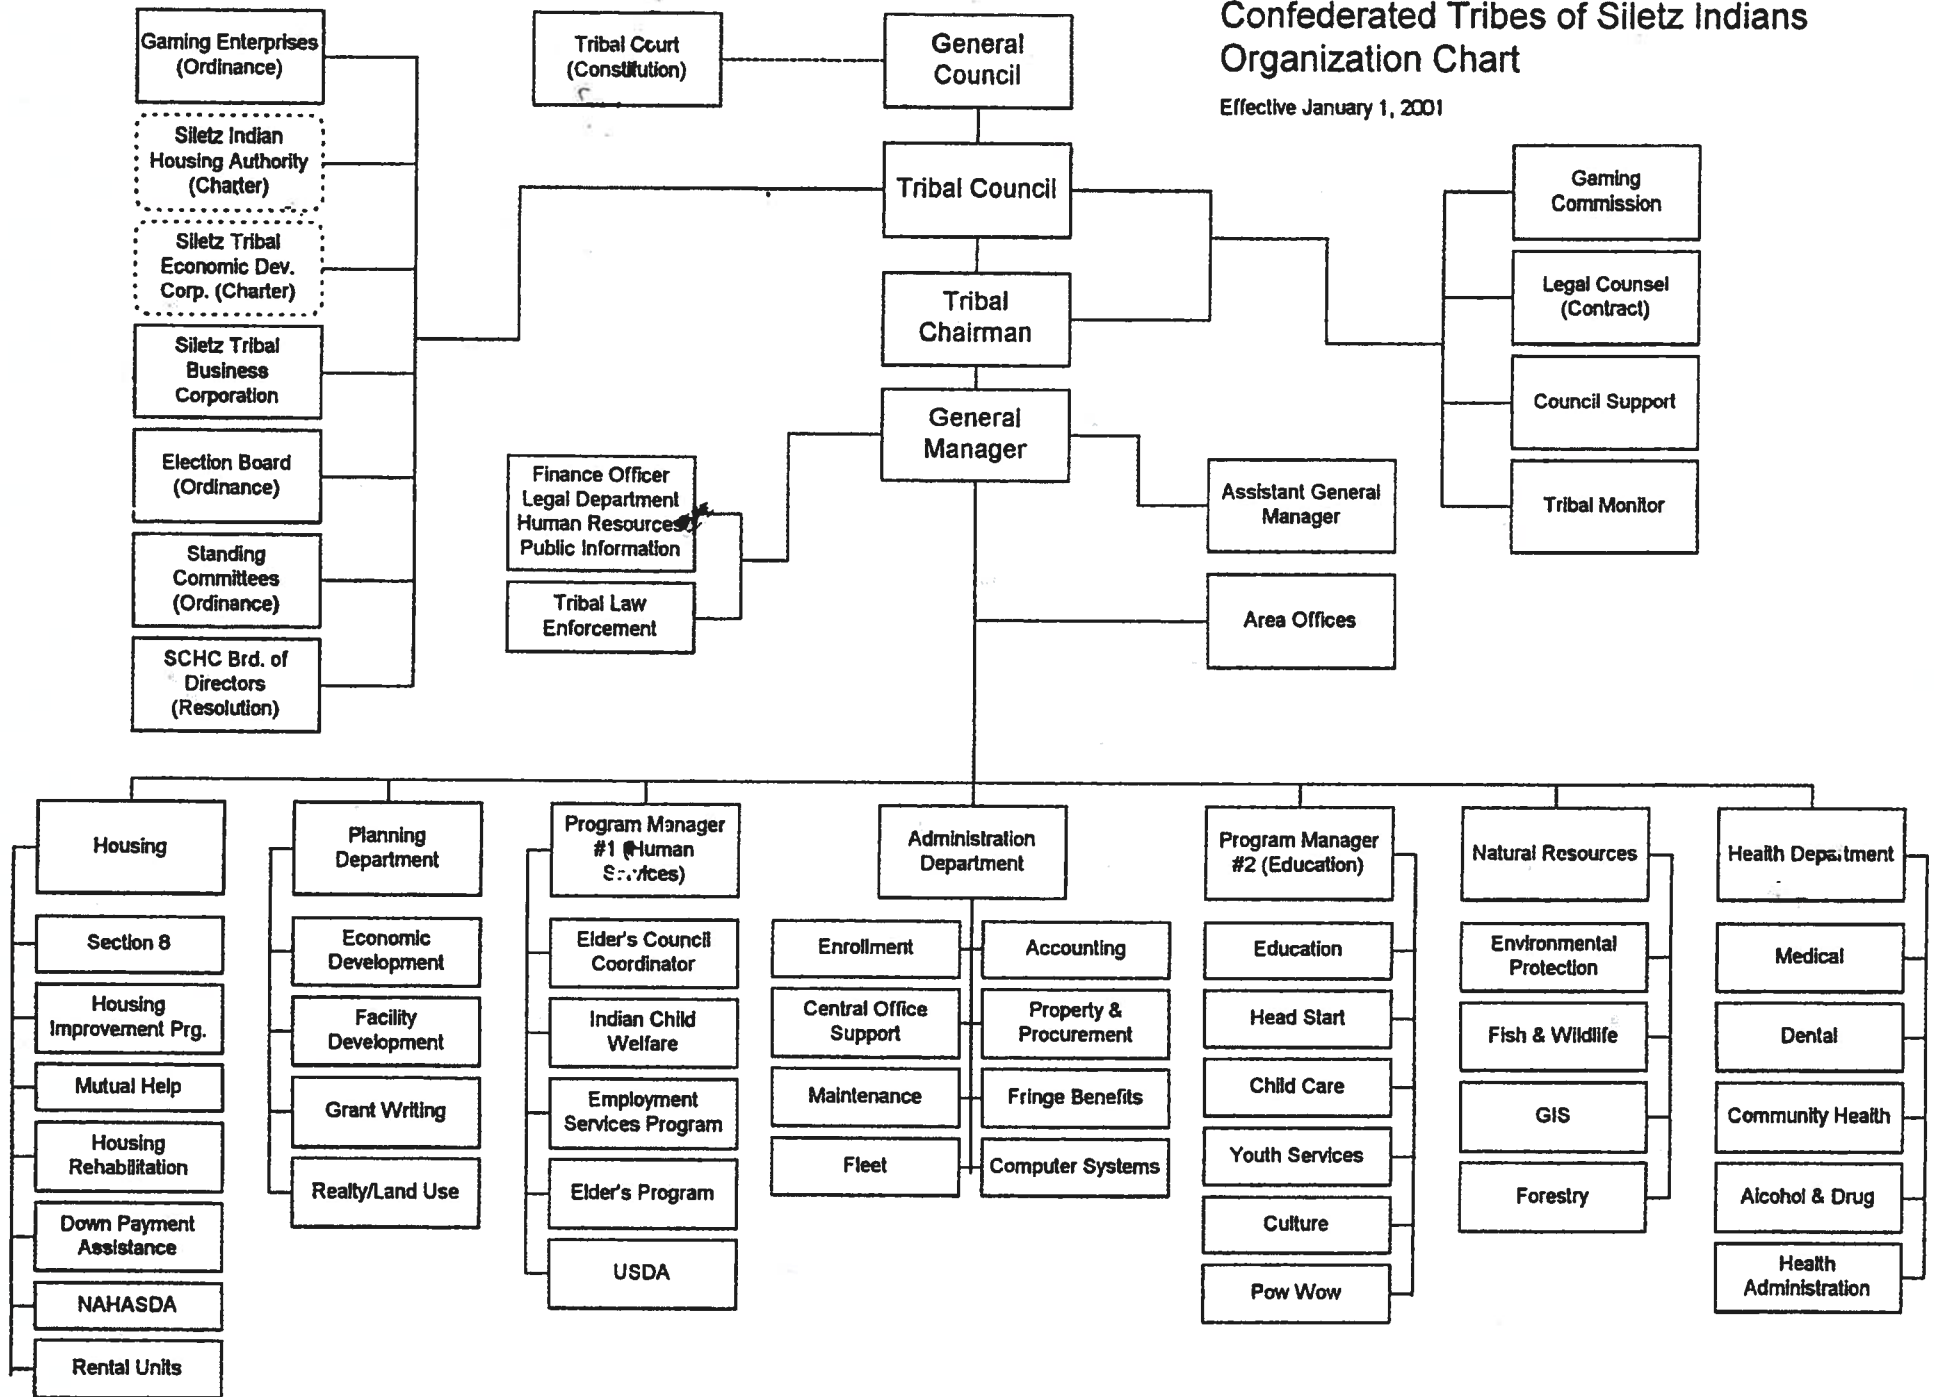 Confederated Tribes of Siletz Indians
Organization Chart
Effective January 1, 2001
Gaming Enterprises
(Ordinance)
Siletz Indian
Housing Authority
(Charter)
Siletz Tribal
Economic Dev.
Corp. (Charter)
Siletz Tribal
Business
Corporation
Election Board
(Ordinance)
Standing
Committees
(Ordinance)
SCHC Brd. of
Directors
(Resolution)
Tribal Court
(Constitution)
General
Council
Tribal Council
Tribal
Chairman
General
Manager
Finance Officer
Legal Department
Human Resources
Public Information
Tribal Law
Enforcement
Assistant General
Manager
Area Offices
Gaming
Commission
Legal Counsel
(Contract)
Council Support
Tribal Monitor
Housing
Section 8
Housing
Improvement Prg.
Mutual Help
Housing
Rehabilitation
Down Payment
Assistance
NAHASDA
Rental Units
Planning
Department
Economic
Development
Facility
Development
Grant Writing
Realty/Land Use
Program Manager
#1 (Human
Services)
Elder's Council
Coordinator
Indian Child
Welfare
Employment
Services Program
Elder's Program
USDA
Administration
Department
Enrollment
Central Office
Support
Maintenance
Fleet
Accounting
Property &
Procurement
Fringe Benefits
Computer Systems
Program Manager
#2 (Education)
Education
Head Start
Child Care
Youth Services
Culture
Pow Wow
Natural Resources
Environmental
Protection
Fish & Wildlife
GIS
Forestry
Health Department
Medical
Dental
Community Health
Alcohol & Drug
Health
Administration